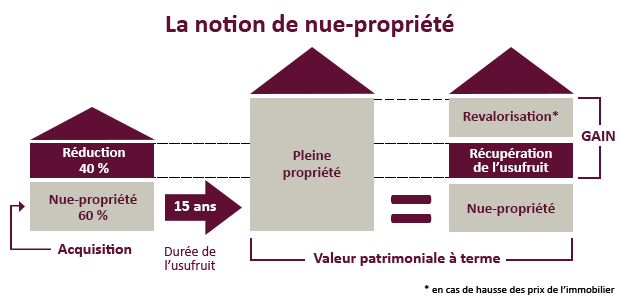 La notion de nue-propriété
Réduction
40 %
Nue-propriété
60 %
Acquisition
15 ans
Durée de
l’usufruit
Pleine
propriété
Revalorisation*
Récupération
de l’usufruit
Nue-propriété
GAIN
Valeur patrimoniale à terme
* en cas de hausse des prix de l’immobilier